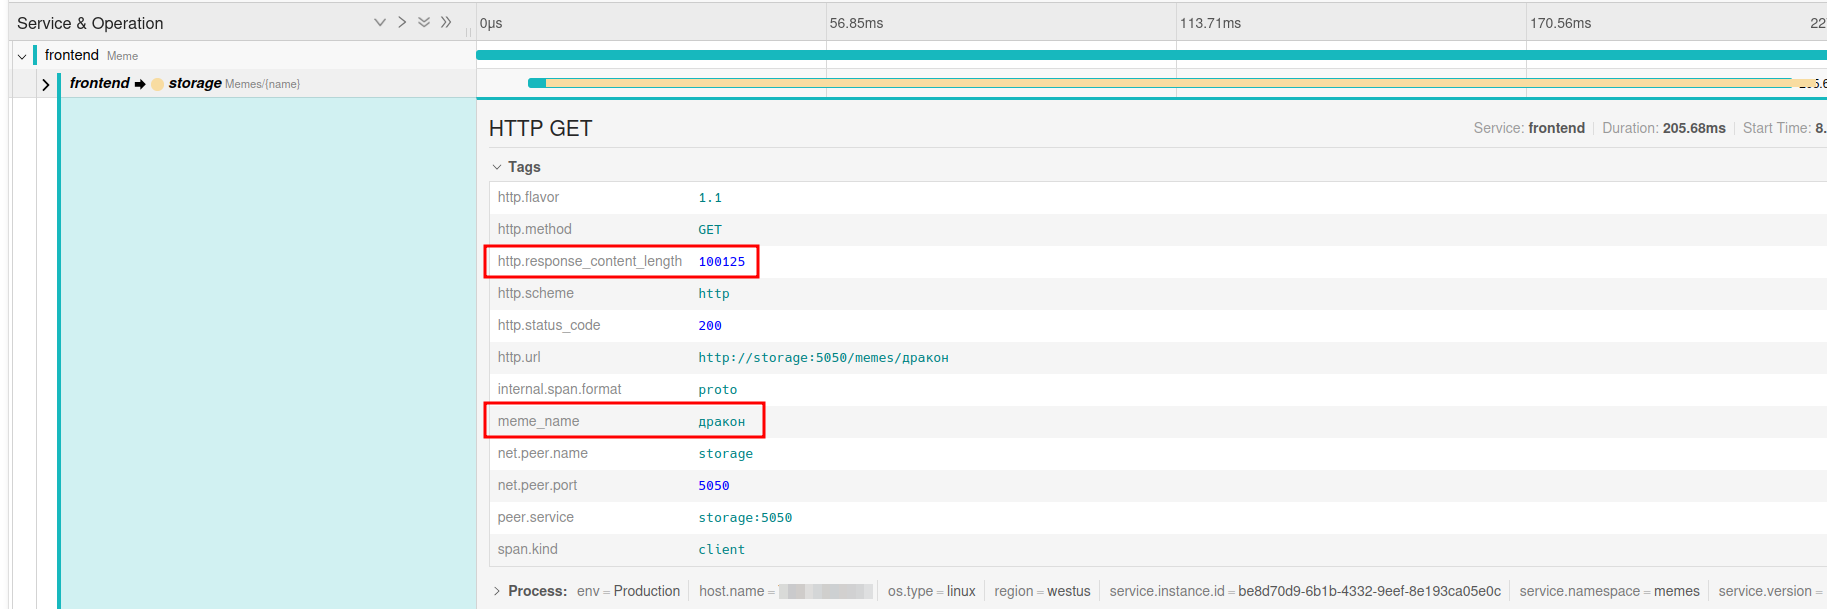 Service & Operation 0μs 56.85ms 113.71ms 170.56ms 22
frontend Meme
frontend storage Memes/{name}
HTTP GET Service: frontend Duration: 205.68ms Start Time: 8.
Tags
http.flavor 1.1
http.method GET
http.response_content_length 100125
http.scheme http
http.status_code 200
http.url http://storage:5050/memes/дракон
internal.span.format proto
meme_name дракон
net.peer.name storage
net.peer.port 5050
peer.service storage:5050
span.kind client
Process: env = Production host.name = os.type = linux region = westus service.instance.id = be8d70d9-6b1b-4332-9eef-8e193ca05e0c service.namespace = memes service.version =